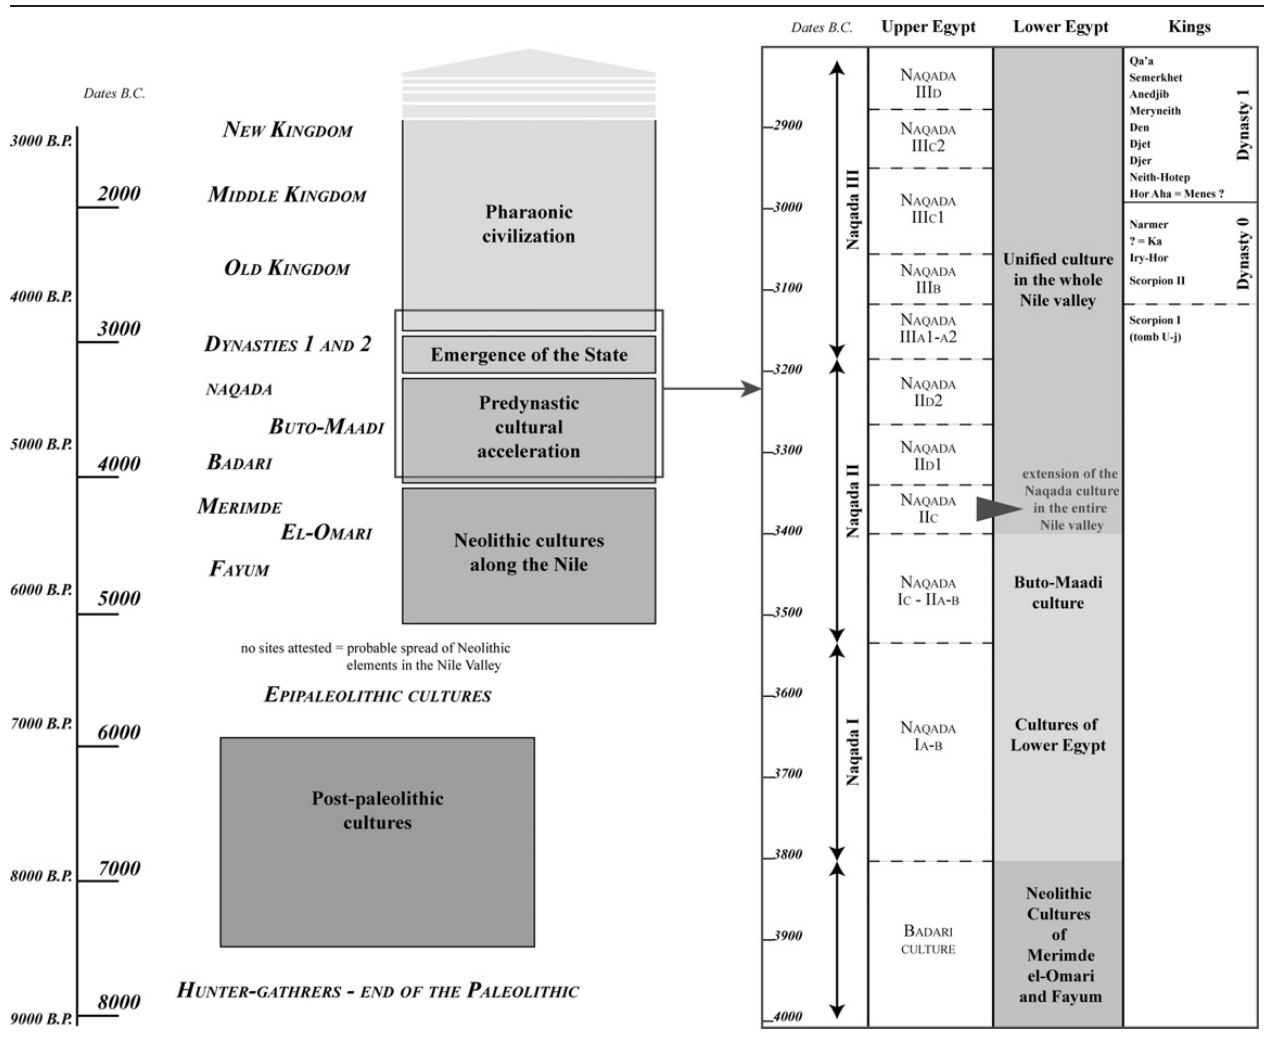 Dates B.C.
3000 B.P.
2000
4000 B.P.
3000
5000 B.P.
4000
6000 B.P.
5000
7000 B.P.
6000
8000 B.P.
7000
9000 B.P.
8000
New Kingdom
Middle Kingdom
Old Kingdom
Dynasties 1 and 2
naqada
Buto-Maadi
Badari
Merimde
El-Omari
Fayum
Pharaonic
civilization
Emergence of the State
Predynastic
cultural
acceleration
Neolithic cultures
along the Nile
no sites attested = probable spread of Neolithic
elements in the Nile Valley
Epipaleolithic cultures
Post-paleolithic
cultures
Hunter-gathrers - end of the Paleolithic
Dates B.C.
Upper Egypt
Lower Egypt
Kings
2900
3000
3100
3200
3300
3400
3500
3600
3700
3800
3900
4000
Naqada III
Naqada II
Naqada I
Naqada
IIId
Naqada
IIIc2
Naqada
IIIc1
Naqada
IIIb
Naqada
IIIa1-a2
Naqada
IId2
Naqada
IId1
Naqada
IIc
Naqada
Ic - IIa-b
Naqada
Ia-b
Badari
culture
Unified culture
in the whole
Nile valley
extension of the
Naqada culture
in the entire
Nile valley
Buto-Maadi
culture
Cultures of
Lower Egypt
Neolithic
Cultures
of
Merimde
el-Omari
and Fayum
Qa'a
Semerkhet
Anedjib
Meryneith
Den
Djet
Djer
Neith-Hotep
Hor Aha = Menes ?
Dynasty 1
Narmer
? = Ka
Iry-Hor
Scorpion II
Dynasty 0
Scorpion I
(tomb U-j)